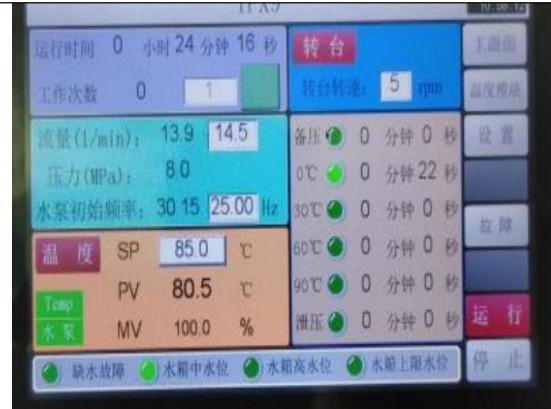 IPX9
10:08:12
运行时间 0 小时 24 分钟 16 秒
工作次数 0 1
转台
转台转速: 5 rpm
主画面
温度模块
设置
故障
运行
停止
流量(l/min): 13.9 14.5
压力(MPa): 8.0
水泵初始频率: 30.15 25.00 Hz
备压 0 分钟 0 秒
0℃ 0 分钟 22 秒
30℃ 0 分钟 0 秒
60℃ 0 分钟 0 秒
90℃ 0 分钟 0 秒
泄压 0 分钟 0 秒
温度 SP 85.0 ℃
PV 80.5 ℃
Temp
水泵 MV 100.0 %
缺水故障 水箱中水位 水箱高水位 水箱上限水位